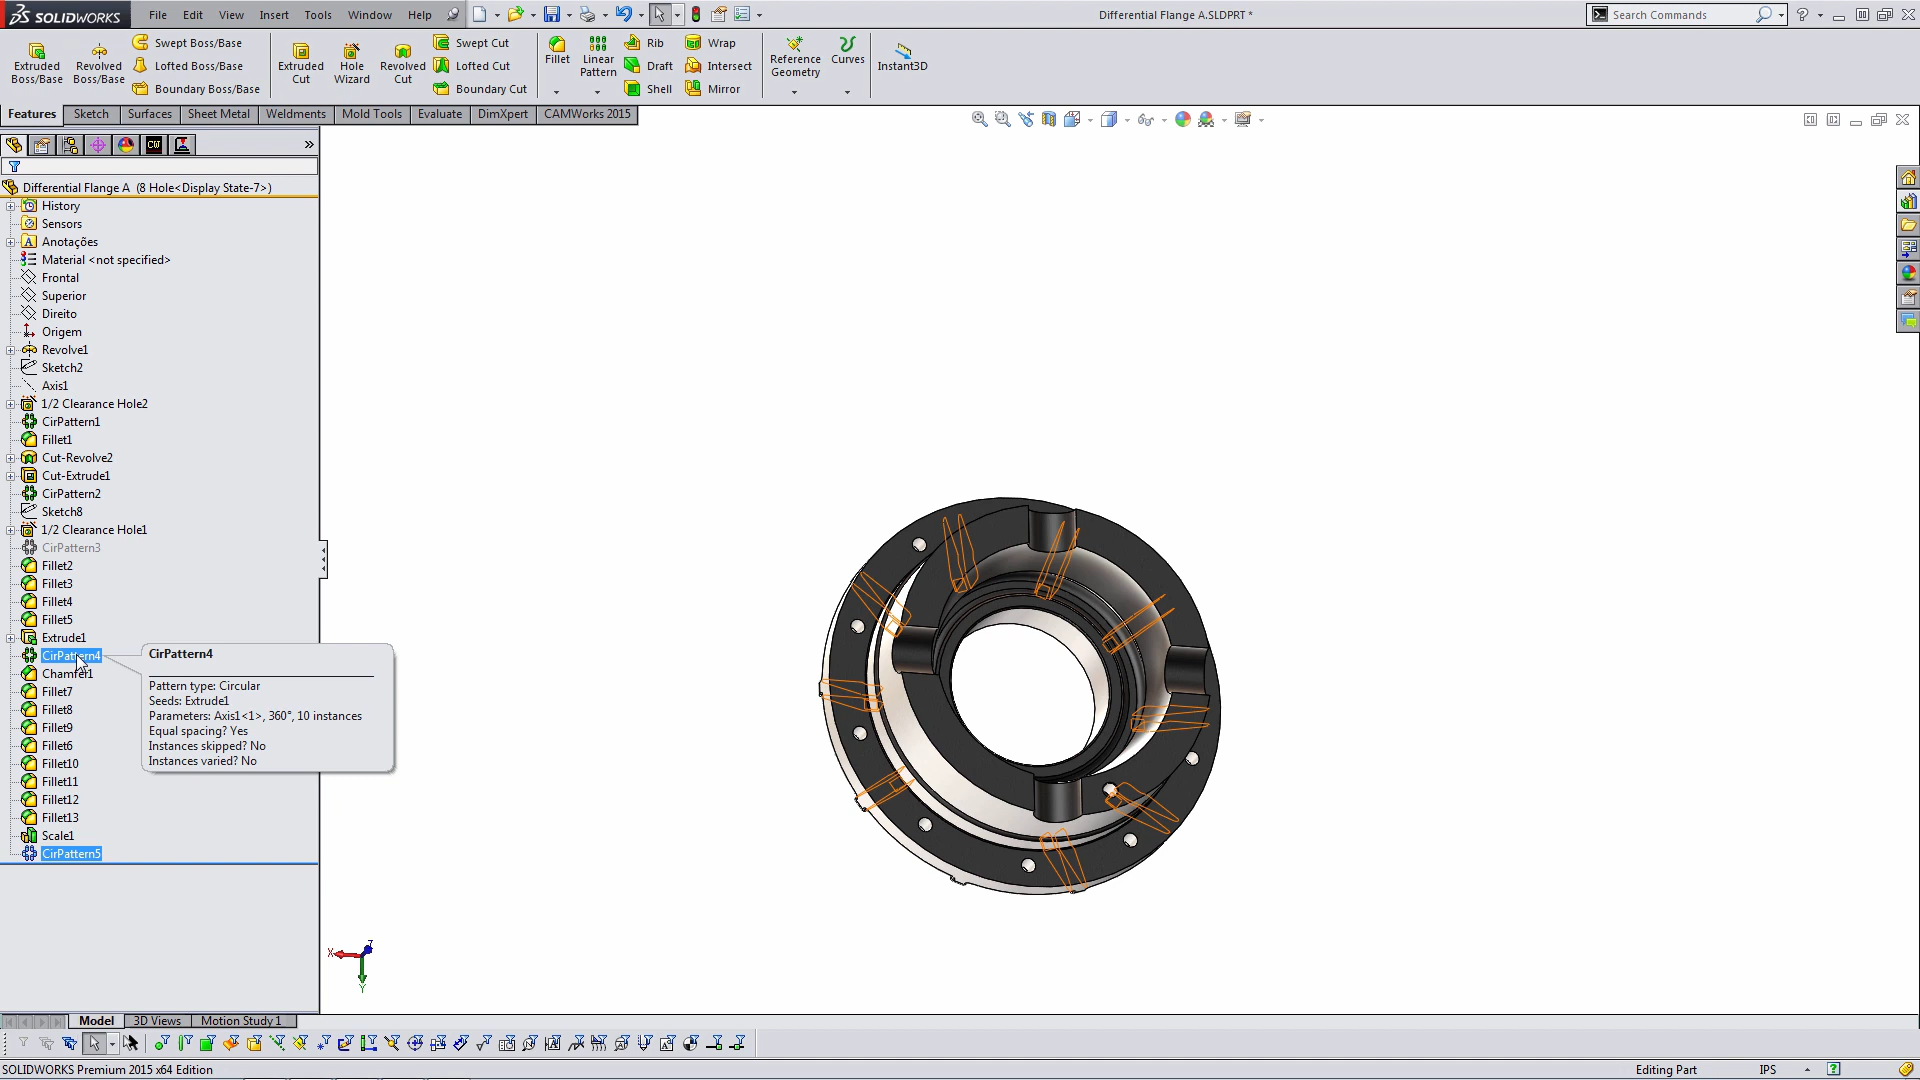 SOLIDWORKS File Edit View Insert Tools Window Help Differential Flange A.SLDPRT * Search Commands
Extruded Boss/Base
Revolved Boss/Base
Swept Boss/Base
Lofted Boss/Base
Boundary Boss/Base
Extruded Cut
Hole Wizard
Revolved Cut
Swept Cut
Lofted Cut
Boundary Cut
Fillet
Linear Pattern
Rib
Draft
Shell
Wrap
Intersect
Mirror
Reference Geometry
Curves
Instant3D
Features Sketch Surfaces Sheet Metal Weldments Mold Tools Evaluate DimXpert CAMWorks 2015
CW
Differential Flange A (8 Hole<Display State-7>)
History
Sensors
Anotações
Material <not specified>
Frontal
Superior
Direito
Origem
Revolve1
Sketch2
Axis1
1/2 Clearance Hole2
CirPattern1
Fillet1
Cut-Revolve2
Cut-Extrude1
CirPattern2
Sketch8
1/2 Clearance Hole1
CirPattern3
Fillet2
Fillet3
Fillet4
Fillet5
Extrude1
CirPattern4
Chamfer1
Fillet7
Fillet8
Fillet9
Fillet6
Fillet10
Fillet11
Fillet12
Fillet13
Scale1
CirPattern5
CirPattern4
Pattern type: Circular
Seeds: Extrude1
Parameters: Axis1<1>, 360°, 10 instances
Equal spacing? Yes
Instances skipped? No
Instances varied? No
X
Y
Z
Model 3D Views Motion Study 1
SOLIDWORKS Premium 2015 x64 Edition Editing Part IPS